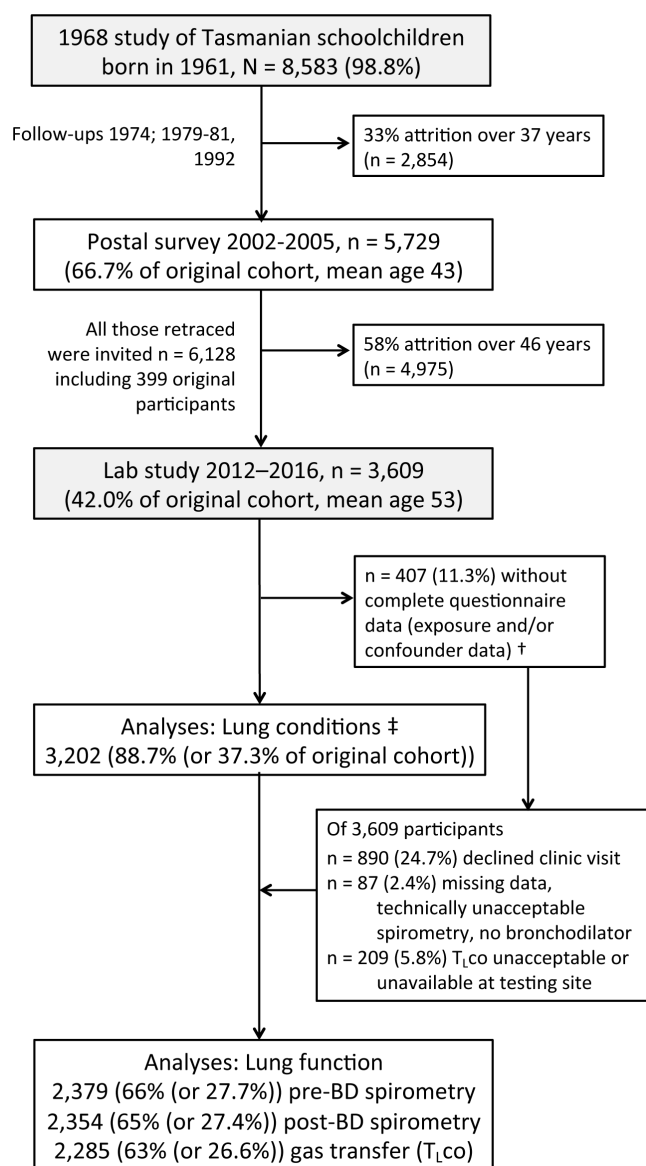 1968 study of Tasmanian schoolchildren
born in 1961, N = 8,583 (98.8%)
Follow-ups 1974; 1979-81,
1992
33% attrition over 37 years
(n = 2,854)
Postal survey 2002-2005, n = 5,729
(66.7% of original cohort, mean age 43)
All those retraced
were invited n = 6,128
including 399 original
participants
58% attrition over 46 years
(n = 4,975)
Lab study 2012–2016, n = 3,609
(42.0% of original cohort, mean age 53)
n = 407 (11.3%) without
complete questionnaire
data (exposure and/or
confounder data) †
Analyses: Lung conditions ‡
3,202 (88.7% (or 37.3% of original cohort))
Of 3,609 participants
n = 890 (24.7%) declined clinic visit
n = 87 (2.4%) missing data,
technically unacceptable
spirometry, no bronchodilator
n = 209 (5.8%) TLco unacceptable or
unavailable at testing site
Analyses: Lung function
2,379 (66% (or 27.7%)) pre-BD spirometry
2,354 (65% (or 27.4%)) post-BD spirometry
2,285 (63% (or 26.6%)) gas transfer (TLco)